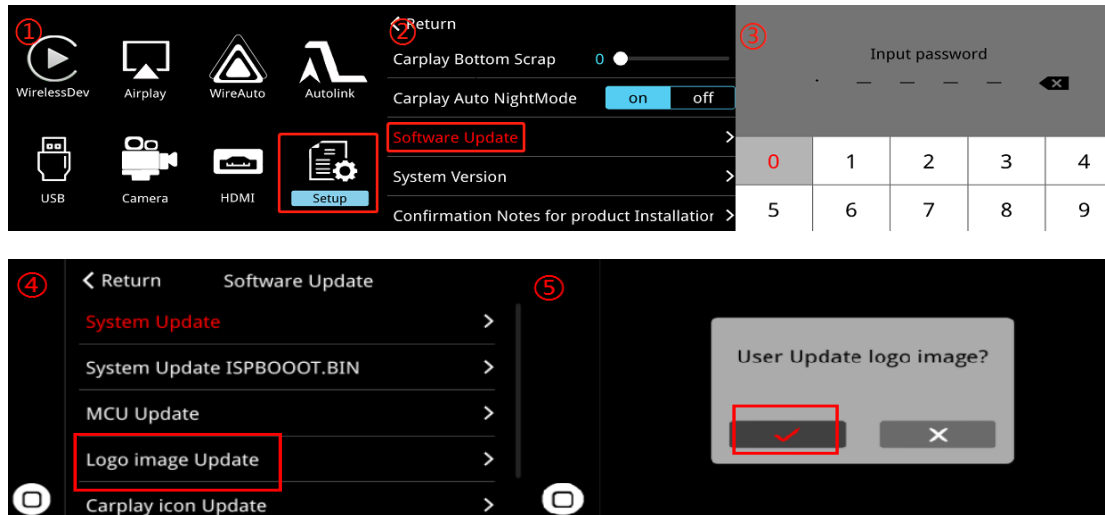 ①
WirelessDev
Airplay
WireAuto
Autolink
USB
Camera
HDMI
Setup
②
Return
Carplay Bottom Scrap 0
Carplay Auto NightMode on off
Software Update
System Version
Confirmation Notes for product Installation
③
Input password
0 1 2 3 4
5 6 7 8 9
④
Return Software Update
System Update
System Update ISPBOOOT.BIN
MCU Update
Logo image Update
Carplay icon Update
⑤
User Update logo image?